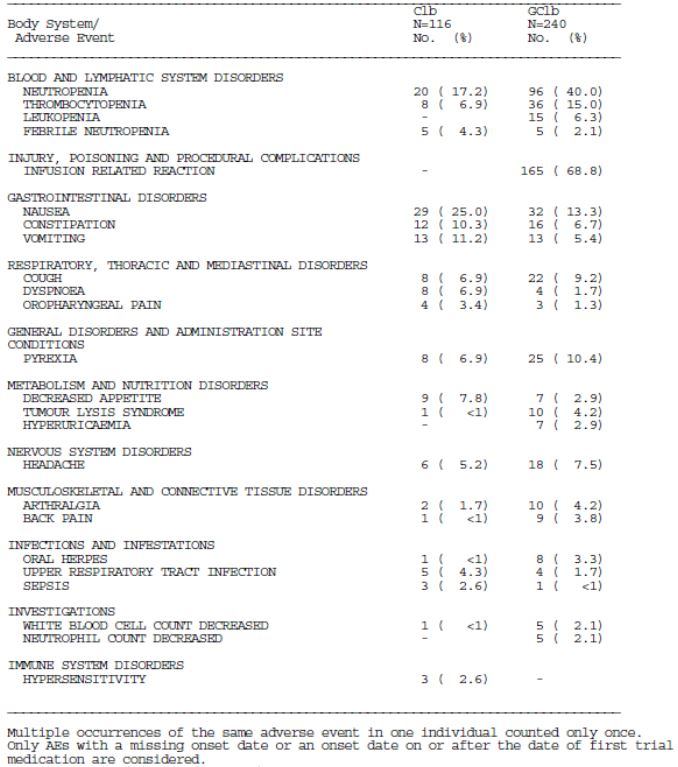 Clb GClb
Body System/ N=116 N=240
Adverse Event No. (%) No. (%)
BLOOD AND LYMPHATIC SYSTEM DISORDERS
NEUTROPENIA 20 ( 17.2) 96 ( 40.0)
THROMBOCYTOPENIA 8 ( 6.9) 36 ( 15.0)
LEUKOPENIA - 15 ( 6.3)
FEBRILE NEUTROPENIA 5 ( 4.3) 5 ( 2.1)
INJURY, POISONING AND PROCEDURAL COMPLICATIONS
INFUSION RELATED REACTION - 165 ( 68.8)
GASTROINTESTINAL DISORDERS
NAUSEA 29 ( 25.0) 32 ( 13.3)
CONSTIPATION 12 ( 10.3) 16 ( 6.7)
VOMITING 13 ( 11.2) 13 ( 5.4)
RESPIRATORY, THORACIC AND MEDIASTINAL DISORDERS
COUGH 8 ( 6.9) 22 ( 9.2)
DYSPNOEA 8 ( 6.9) 4 ( 1.7)
OROPHARYNGEAL PAIN 4 ( 3.4) 3 ( 1.3)
GENERAL DISORDERS AND ADMINISTRATION SITE
CONDITIONS
PYREXIA 8 ( 6.9) 25 ( 10.4)
METABOLISM AND NUTRITION DISORDERS
DECREASED APPETITE 9 ( 7.8) 7 ( 2.9)
TUMOUR LYSIS SYNDROME 1 ( <1) 10 ( 4.2)
HYPERURICAEMIA - 7 ( 2.9)
NERVOUS SYSTEM DISORDERS
HEADACHE 6 ( 5.2) 18 ( 7.5)
MUSCULOSKELETAL AND CONNECTIVE TISSUE DISORDERS
ARTHRALGIA 2 ( 1.7) 10 ( 4.2)
BACK PAIN 1 ( <1) 9 ( 3.8)
INFECTIONS AND INFESTATIONS
ORAL HERPES 1 ( <1) 8 ( 3.3)
UPPER RESPIRATORY TRACT INFECTION 5 ( 4.3) 4 ( 1.7)
SEPSIS 3 ( 2.6) 1 ( <1)
INVESTIGATIONS
WHITE BLOOD CELL COUNT DECREASED 1 ( <1) 5 ( 2.1)
NEUTROPHIL COUNT DECREASED - 5 ( 2.1)
IMMUNE SYSTEM DISORDERS
HYPERSENSITIVITY 3 ( 2.6) -
Multiple occurrences of the same adverse event in one individual counted only once.
Only AEs with a missing onset date or an onset date on or after the date of first trial
medication are considered.